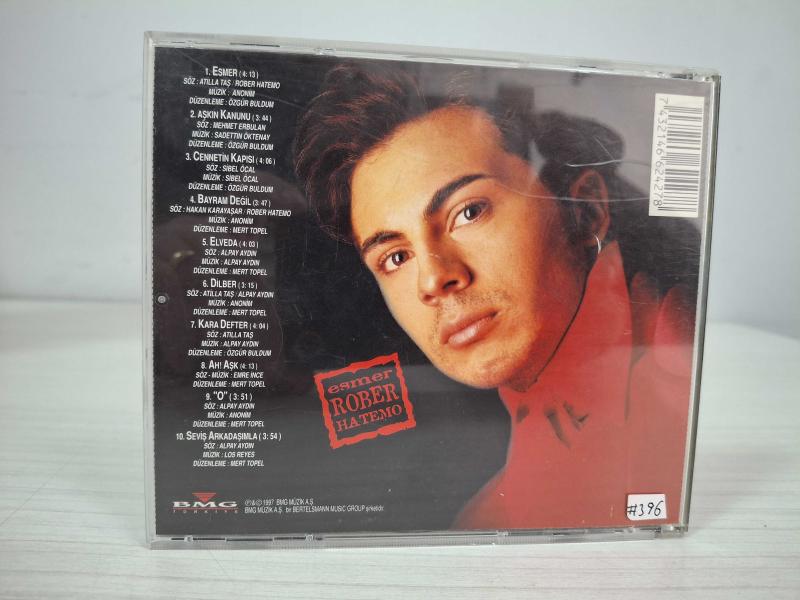 1. ESMER ( 4: 13 )
SÖZ : ATILLA TAŞ / ROBER HATEMO
MÜZİK : ANONİM
DÜZENLEME : ÖZGÜR BULDUM
2. AŞKIN KANUNU ( 3: 44 )
SÖZ : MEHMET ERBULAN
MÜZİK : SADETTİN ÖKTENAY
DÜZENLEME : ÖZGÜR BULDUM
3. CENNETİN KAPISI ( 4: 06 )
SÖZ : SİBEL ÖCAL
MÜZİK : SİBEL ÖCAL
DÜZENLEME : ÖZGÜR BULDUM
4. BAYRAM DEĞİL ( 3: 47 )
SÖZ : HAKAN KARAYAŞAR / ROBER HATEMO
MÜZİK : ANONİM
DÜZENLEME : MERT TOPEL
5. ELVEDA ( 4: 03 )
SÖZ : ALPAY AYDIN
MÜZİK : ALPAY AYDIN
DÜZENLEME : MERT TOPEL
6. DİLBER ( 3: 15 )
SÖZ : ATİLLA TAŞ / ALPAY AYDIN
MÜZİK : ANONİM
DÜZENLEME : MERT TOPEL
7. KARA DEFTER ( 4: 04 )
SÖZ : ATILLA TAŞ
MÜZİK : ALPAY AYDIN
DÜZENLEME : ÖZGÜR BULDUM
8. AH! AŞK ( 4: 13 )
SÖZ - MÜZİK : EMRE İNCE
DÜZENLEME : MERT TOPEL
9. "O" ( 3: 51 )
SÖZ : ALPAY AYDIN
MÜZİK : ANONİM
DÜZENLEME : MERT TOPEL
10. SEVİŞ ARKADAŞIMLA ( 3: 54 )
SÖZ : ALPAY AYDIN
MÜZİK : LOS REYES
DÜZENLEME : MERT TOPEL
esmer
ROBER
HATEMO
BMG
TÜRKİYE
℗&© 1997 BMG MÜZİK A.Ş.
BMG MÜZİK A.Ş. bir BERTELSMANN MUSIC GROUP şirketidir.
7 43214 624278
#396